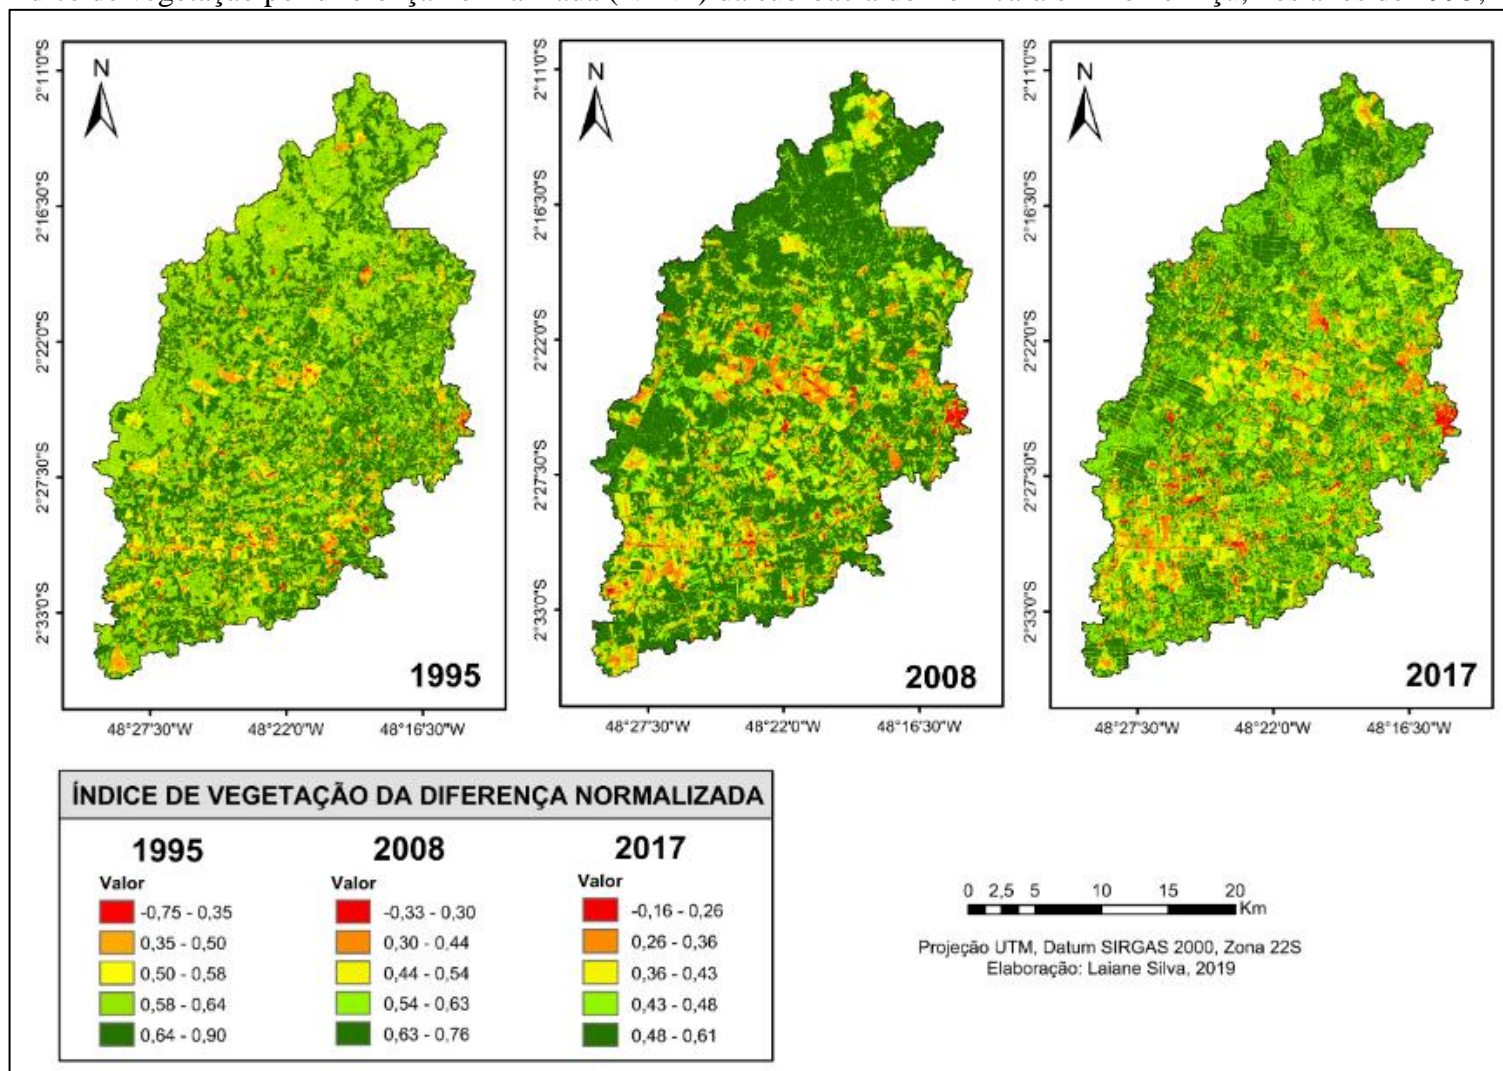 N
N
N
2°11'0"S
2°16'30"S
2°22'0"S
2°27'30"S
2°33'0"S
2°11'0"S
2°16'30"S
2°22'0"S
2°27'30"S
2°33'0"S
2°11'0"S
2°16'30"S
2°22'0"S
2°27'30"S
2°33'0"S
1995
2008
2017
48°27'30"W 48°22'0"W 48°16'30"W
48°27'30"W 48°22'0"W 48°16'30"W
48°27'30"W 48°22'0"W 48°16'30"W
ÍNDICE DE VEGETAÇÃO DA DIFERENÇA NORMALIZADA
1995 2008 2017
Valor Valor Valor
-0,75 - 0,35 -0,33 - 0,30 -0,16 - 0,26
0,35 - 0,50 0,30 - 0,44 0,26 - 0,36
0,50 - 0,58 0,44 - 0,54 0,36 - 0,43
0,58 - 0,64 0,54 - 0,63 0,43 - 0,48
0,64 - 0,90 0,63 - 0,76 0,48 - 0,61
0 2,5 5 10 15 20
Km
Projeção UTM, Datum SIRGAS 2000, Zona 22S
Elaboração: Laiane Silva, 2019